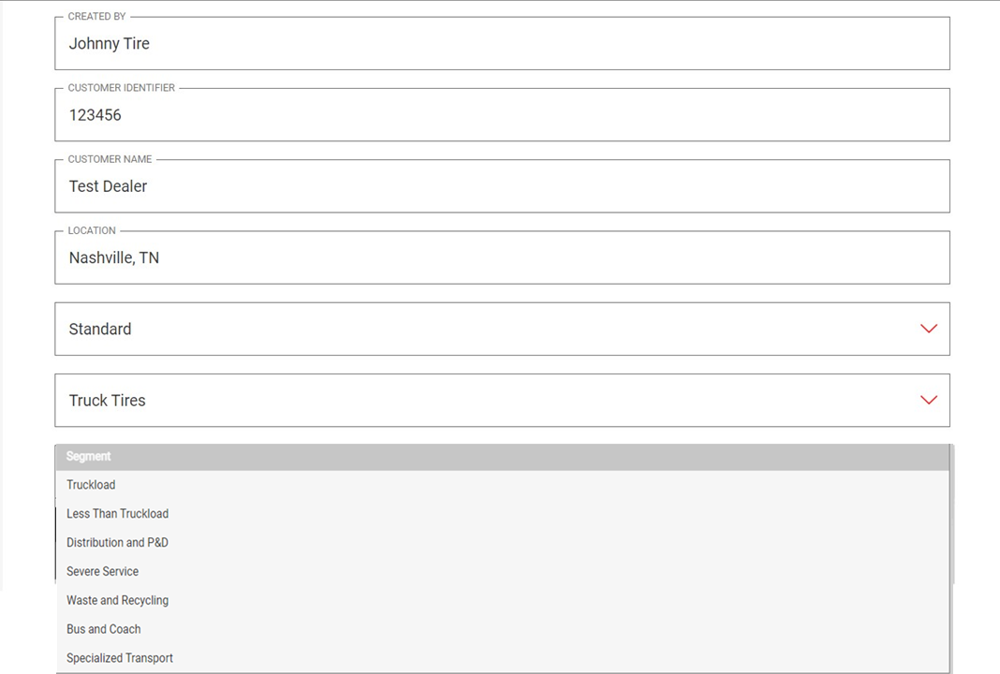 CREATED BY
Johnny Tire
CUSTOMER IDENTIFIER
123456
CUSTOMER NAME
Test Dealer
LOCATION
Nashville, TN
Standard
Truck Tires
Segment
Truckload
Less Than Truckload
Distribution and P&D
Severe Service
Waste and Recycling
Bus and Coach
Specialized Transport